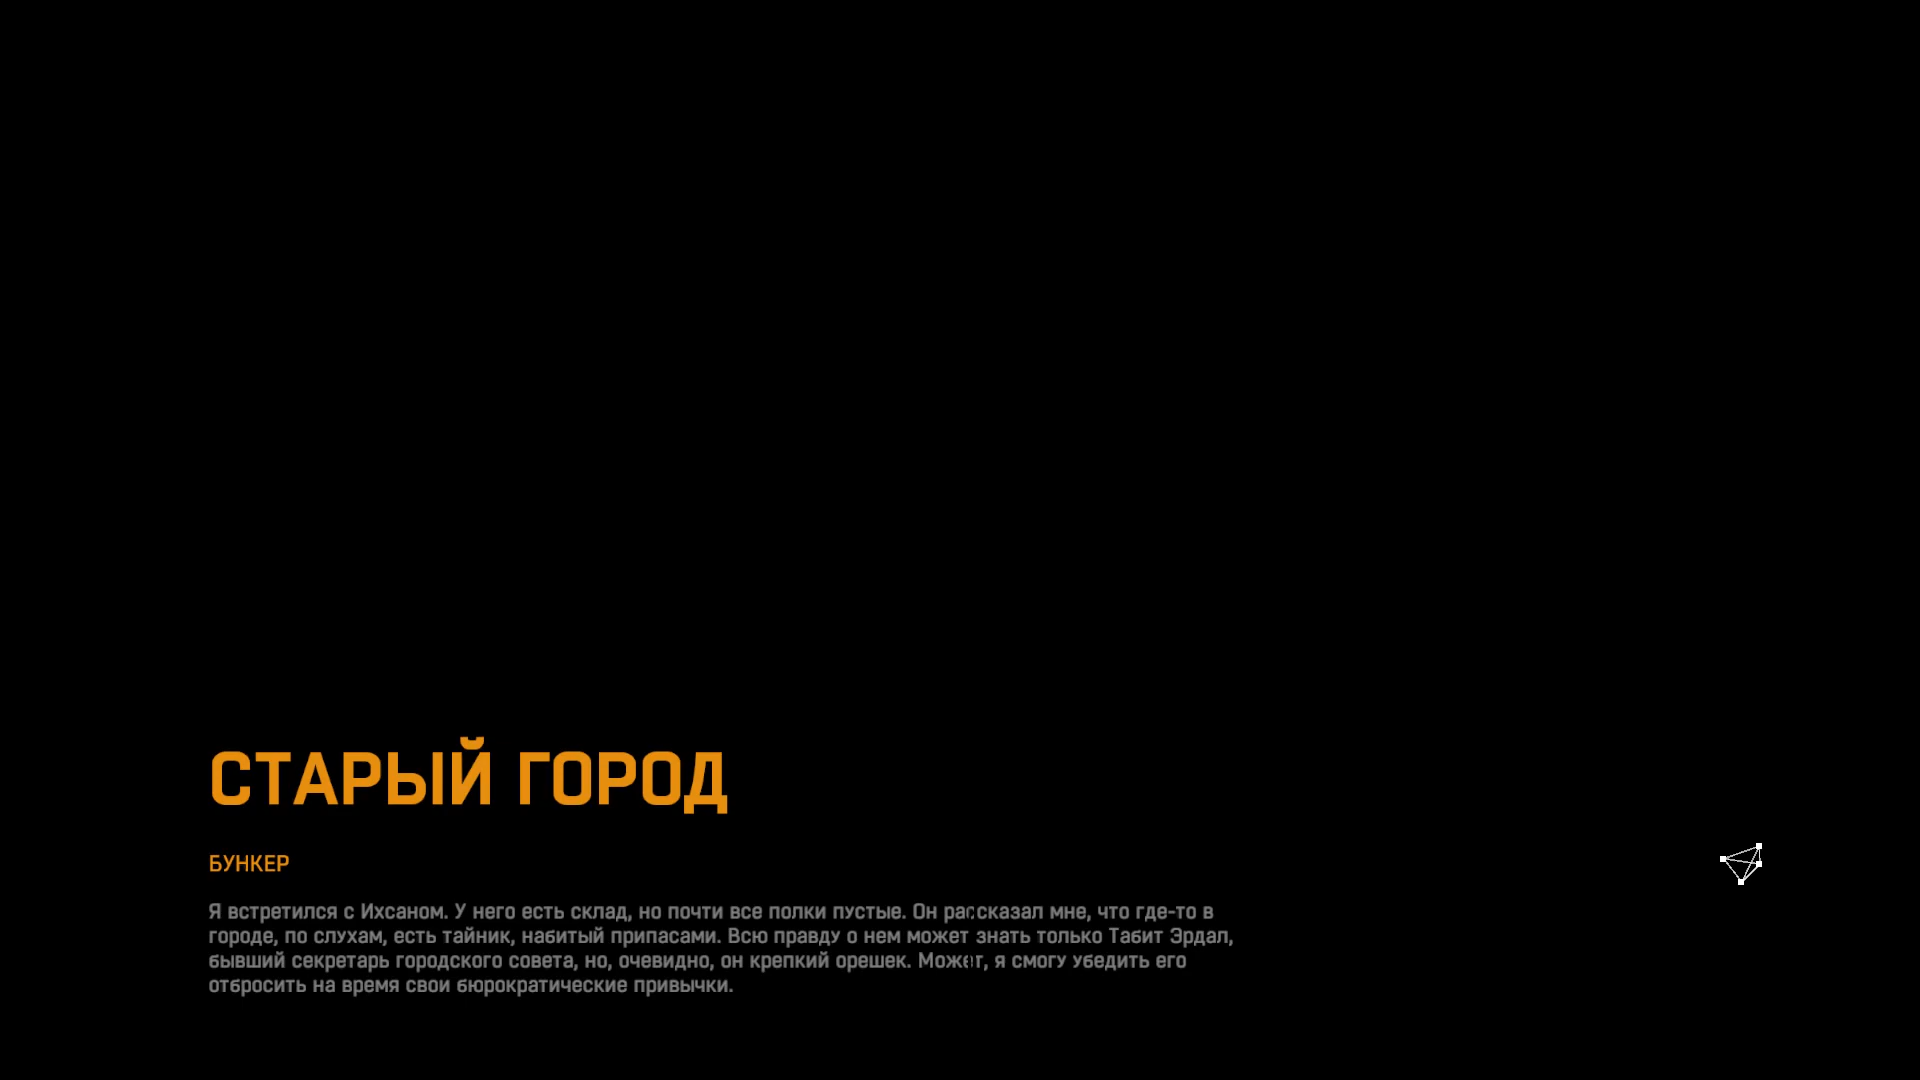 СТАРЫЙ ГОРОД
БУНКЕР
Я встретился с Ихсаном. У него есть склад, но почти все полки пустые. Он рассказал мне, что где-то в
городе, по слухам, есть тайник, набитый припасами. Всю правду о нем может знать только Табит Эрдал,
бывший секретарь городского совета, но, очевидно, он крепкий орешек. Может, я смогу убедить его
отбросить на время свои бюрократические привычки.